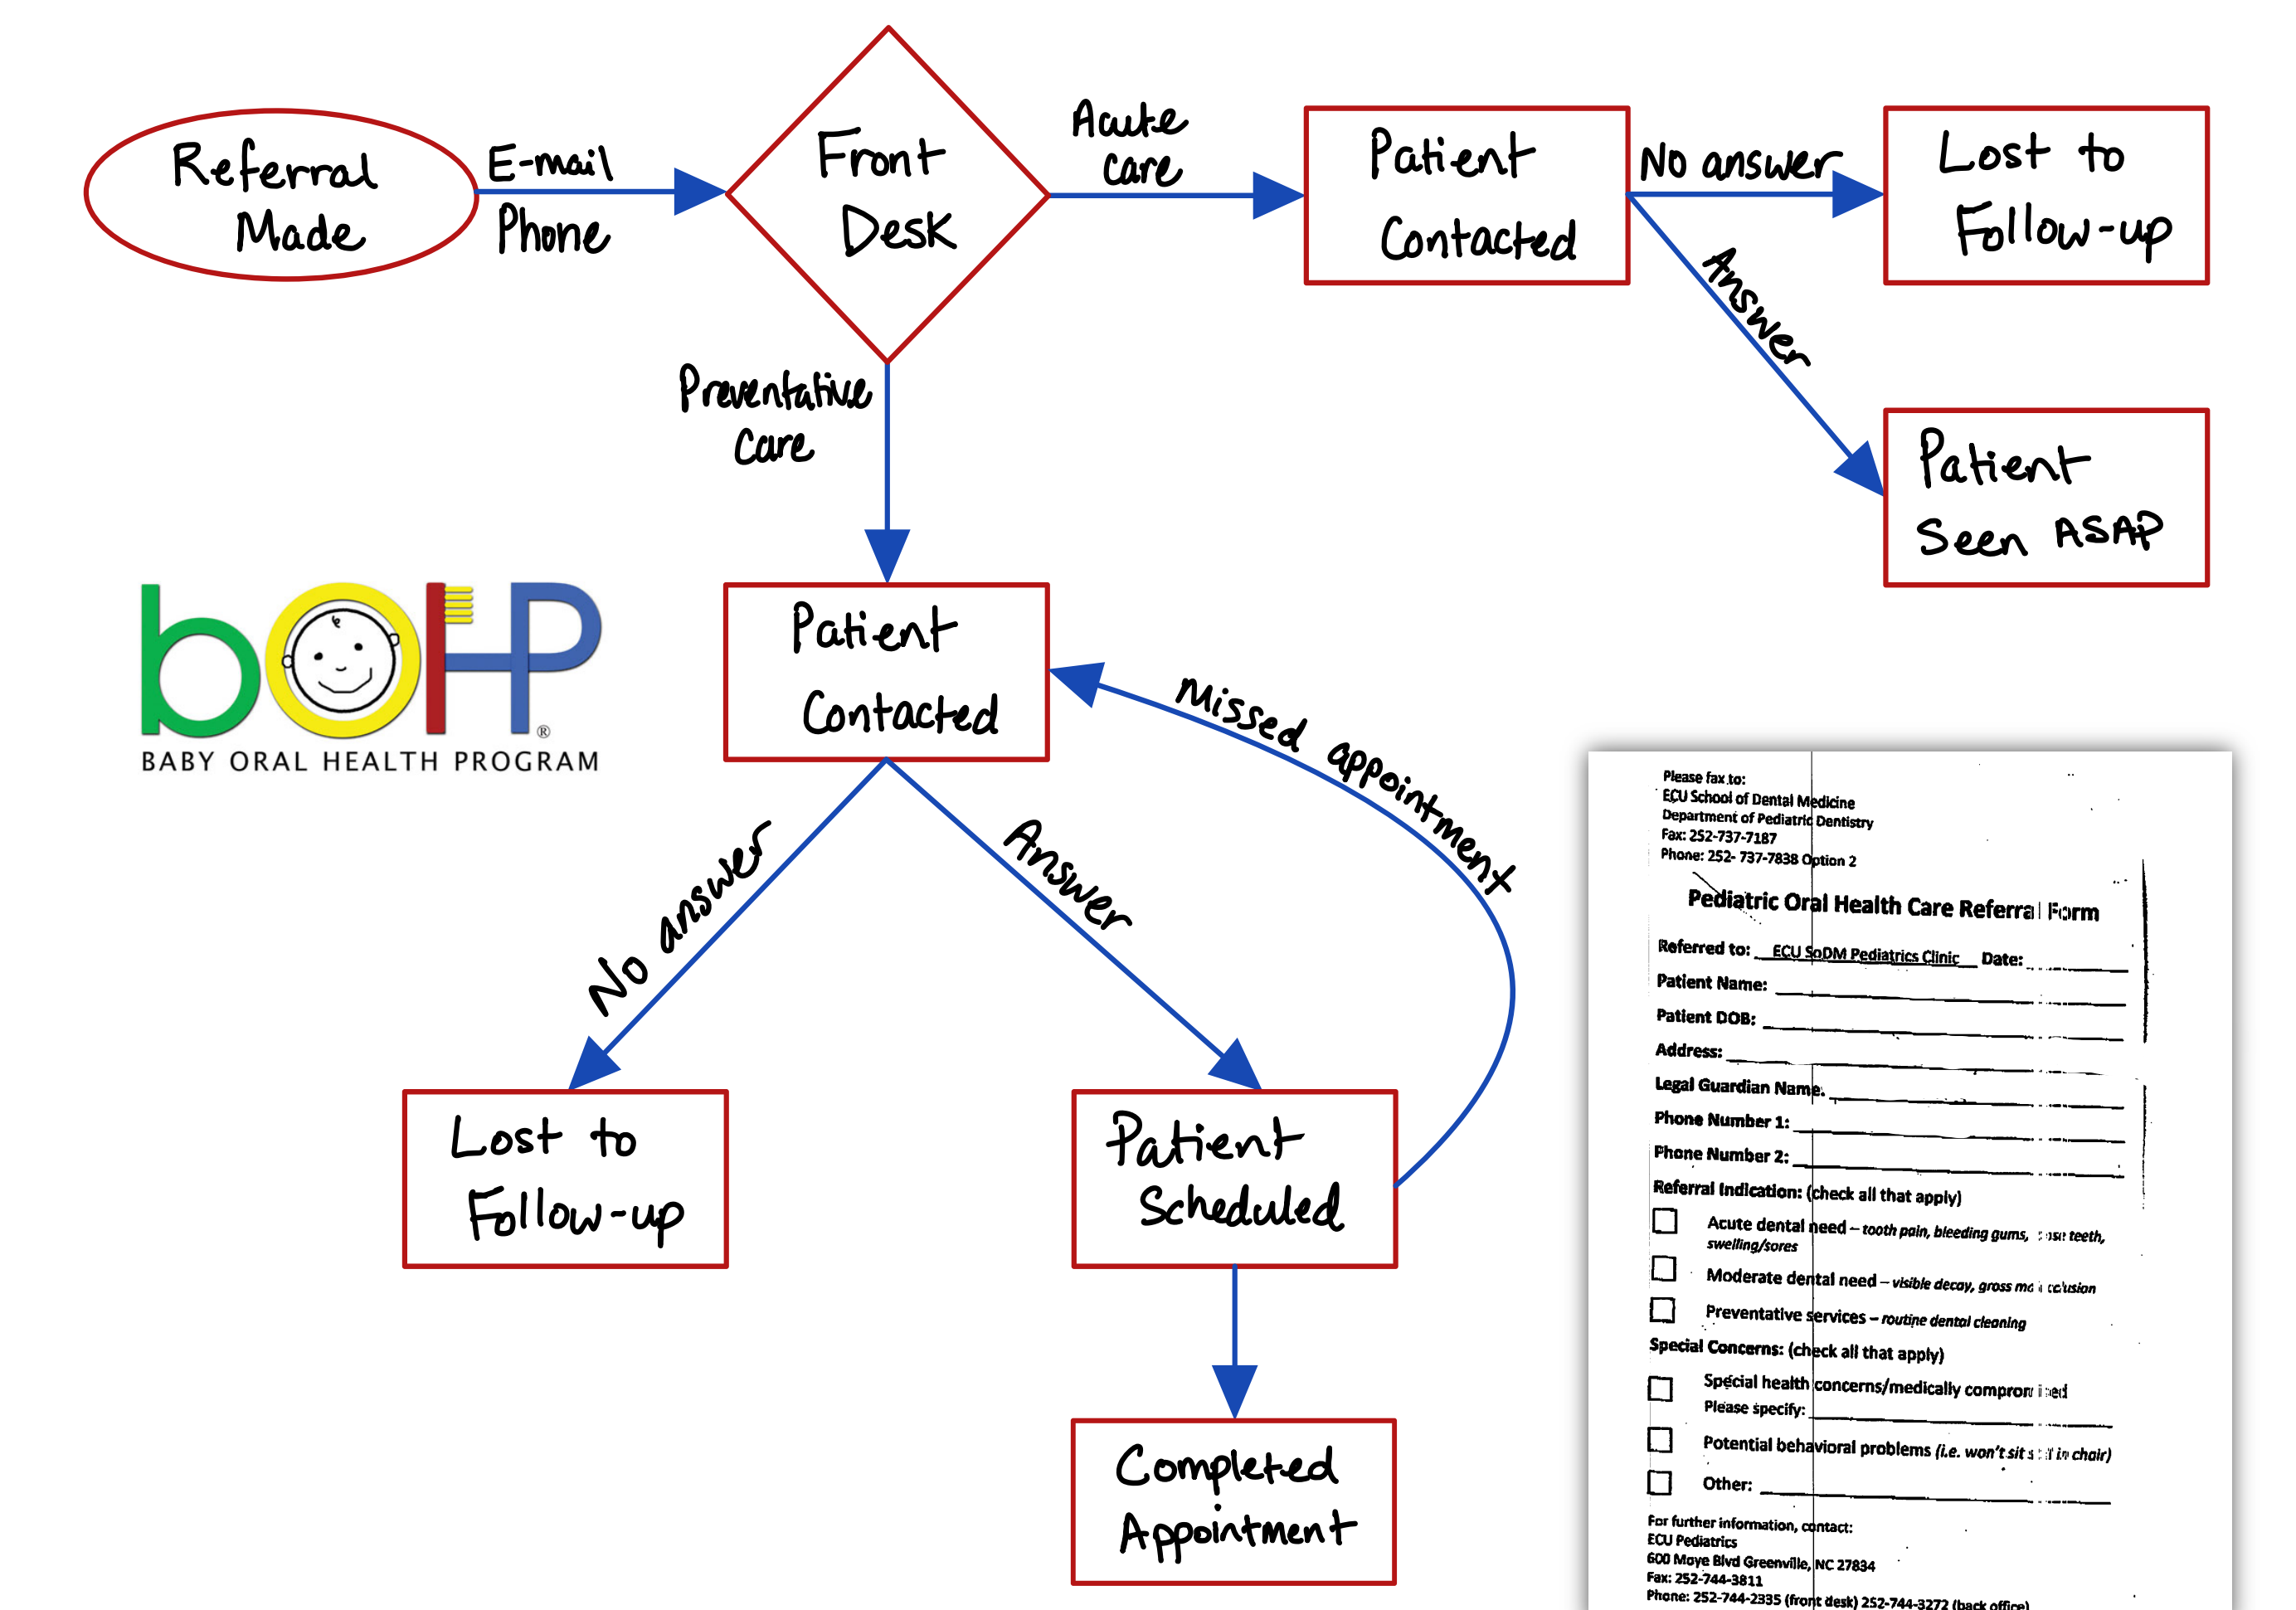 Referral
Made
E-mail
Phone
Front
Desk
Acute
care
Patient
Contacted
No answer
Lost to
Follow-up
Answer
Patient
Seen ASAP
Preventative
Care
Patient
Contacted
Missed appointment
No answer
Answer
Lost to
Follow-up
Patient
Scheduled
Completed
Appointment
bOHP®
BABY ORAL HEALTH PROGRAM
Please fax to:
ECU School of Dental Medicine
Department of Pediatric Dentistry
Fax: 252-737-7187
Phone: 252- 737-7838 Option 2
Pediatric Oral Health Care Referral Form
Referred to: ECU SoDM Pediatrics Clinic Date:
Patient Name:
Patient DOB:
Address:
Legal Guardian Name:
Phone Number 1:
Phone Number 2:
Referral Indication: (check all that apply)
Acute dental need – tooth pain, bleeding gums, teeth,
swelling/sores
Moderate dental need – visible decay, gross
Preventative services – routine dental cleaning
Special Concerns: (check all that apply)
Special health concerns/medically compromised
Please specify:
Potential behavioral problems (i.e. won't sit still in chair)
Other:
For further information, contact:
ECU Pediatrics
600 Moye Blvd Greenville, NC 27834
Fax: 252-744-3811
Phone: 252-744-2335 (front desk) 252-744-3272 (back office)